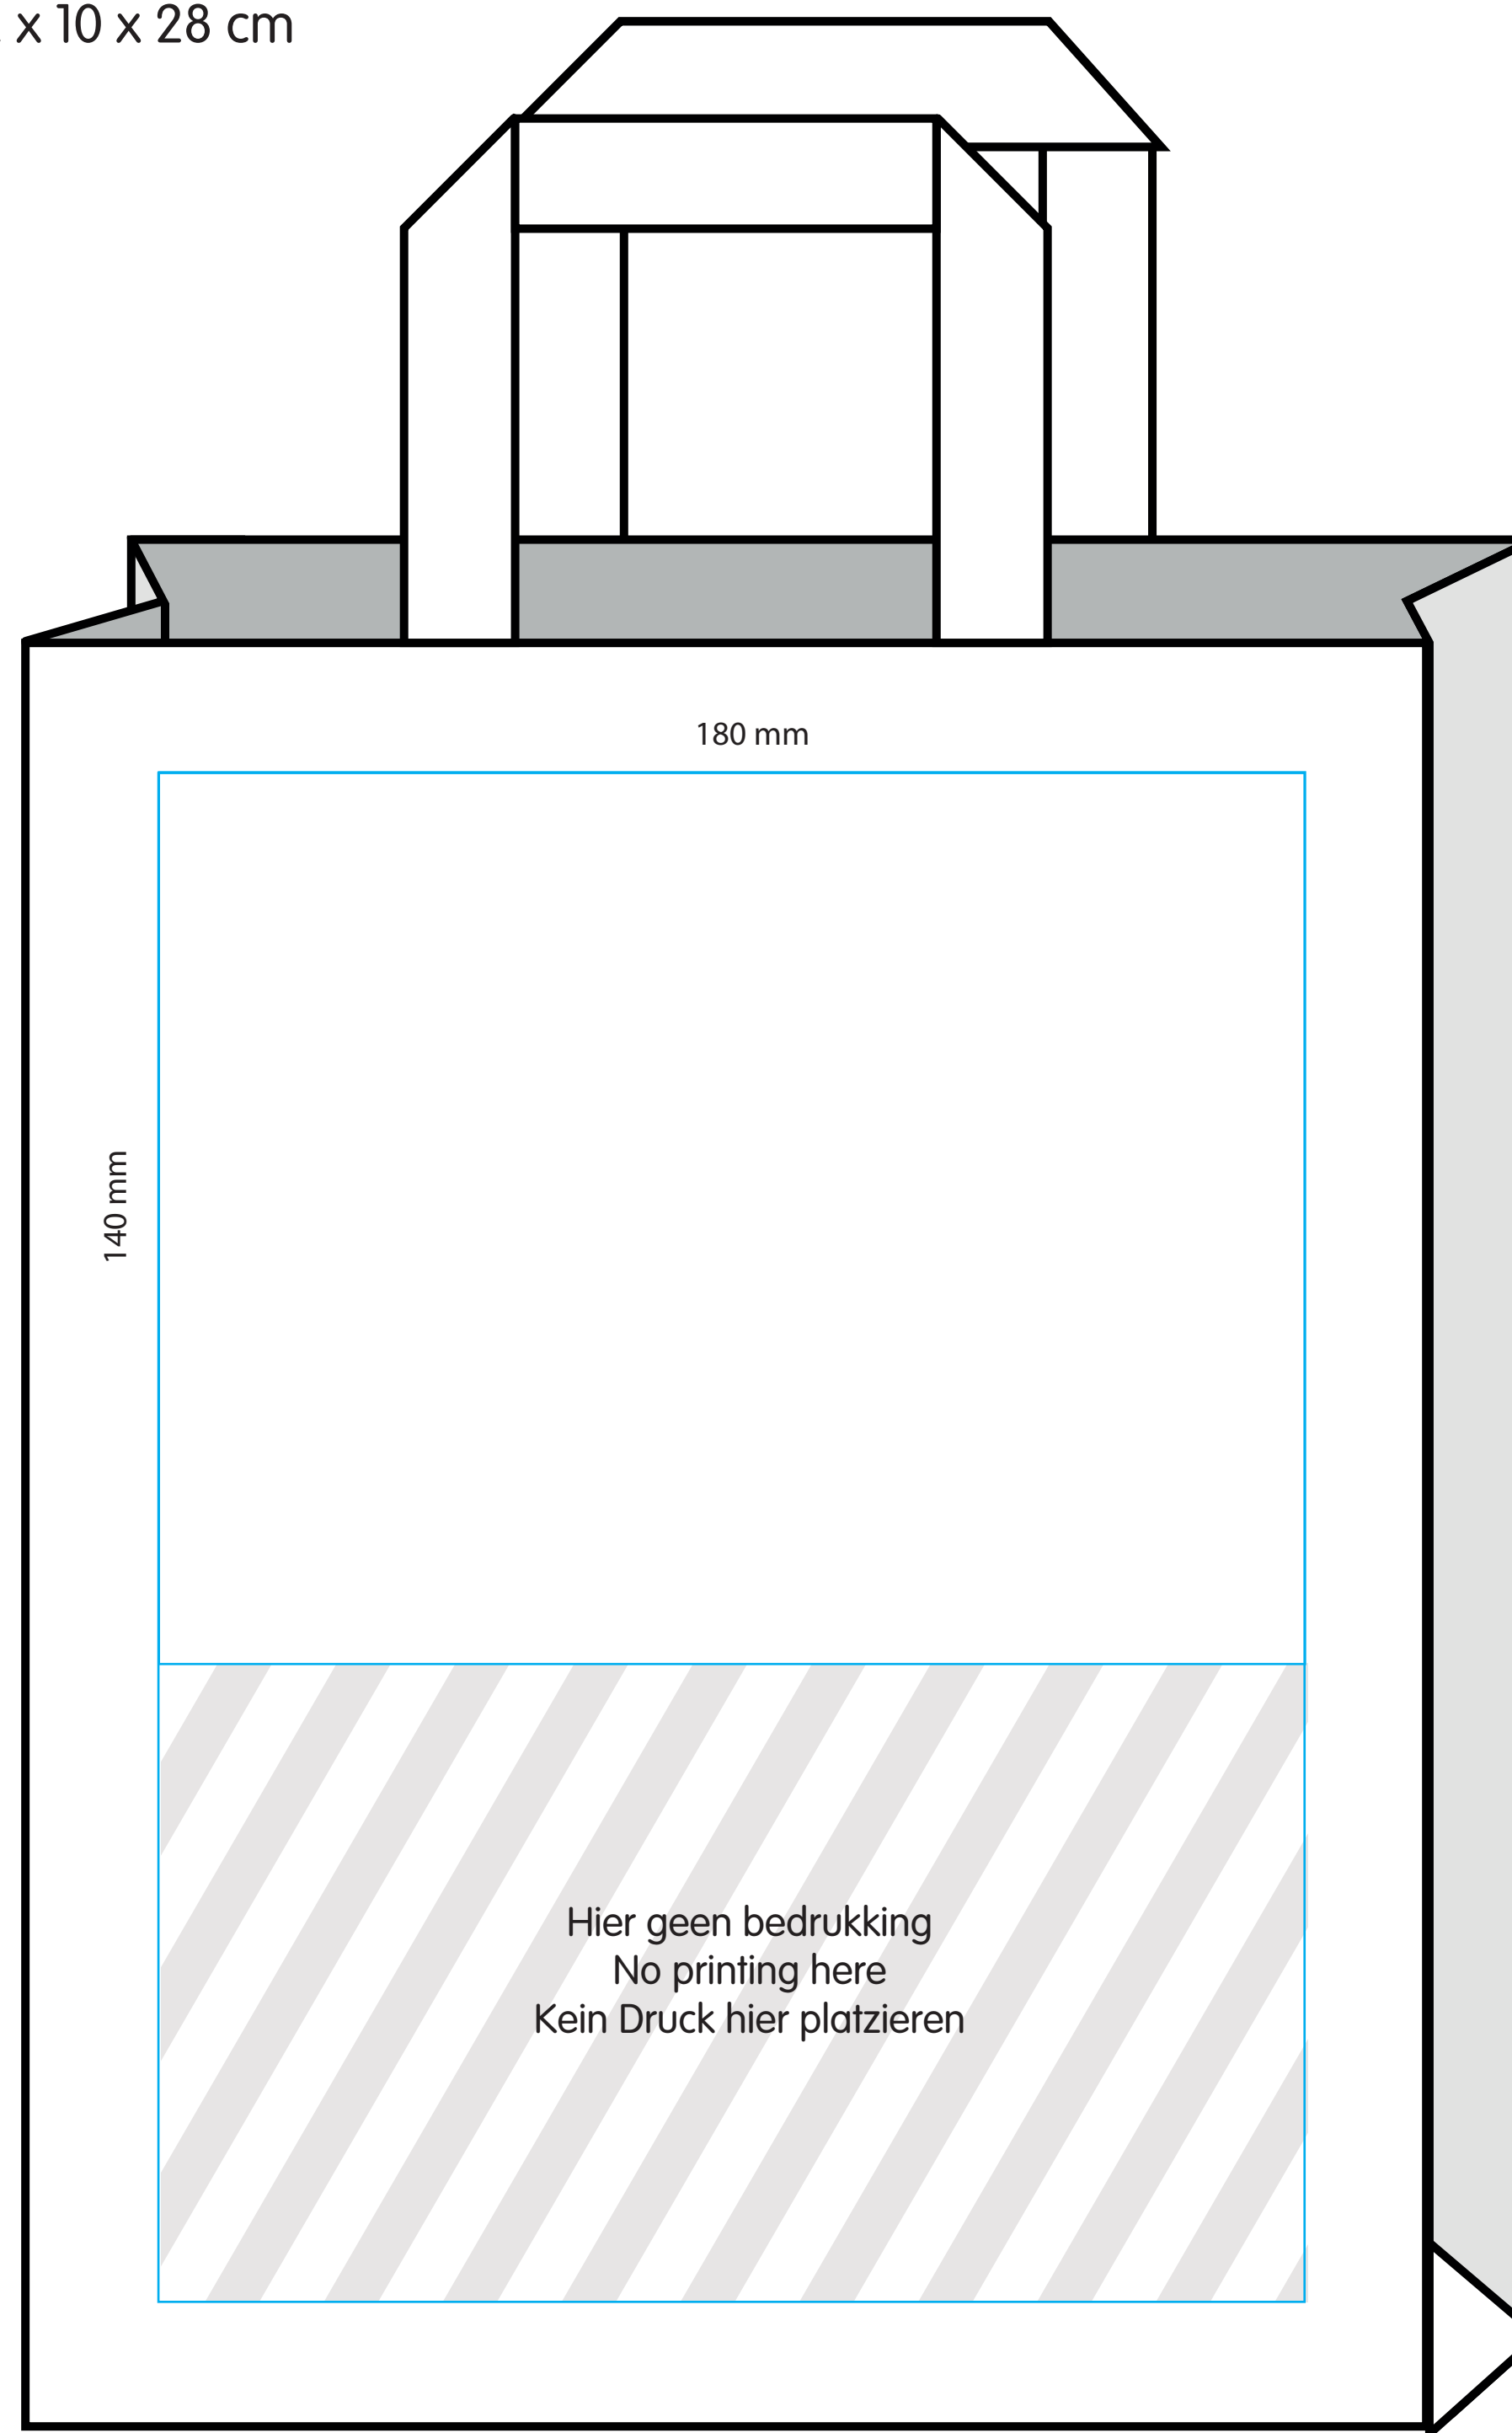 x 10 x 28 cm
180 mm
140 mm
Hier geen bedrukking
No printing here
Kein Druck hier platzieren